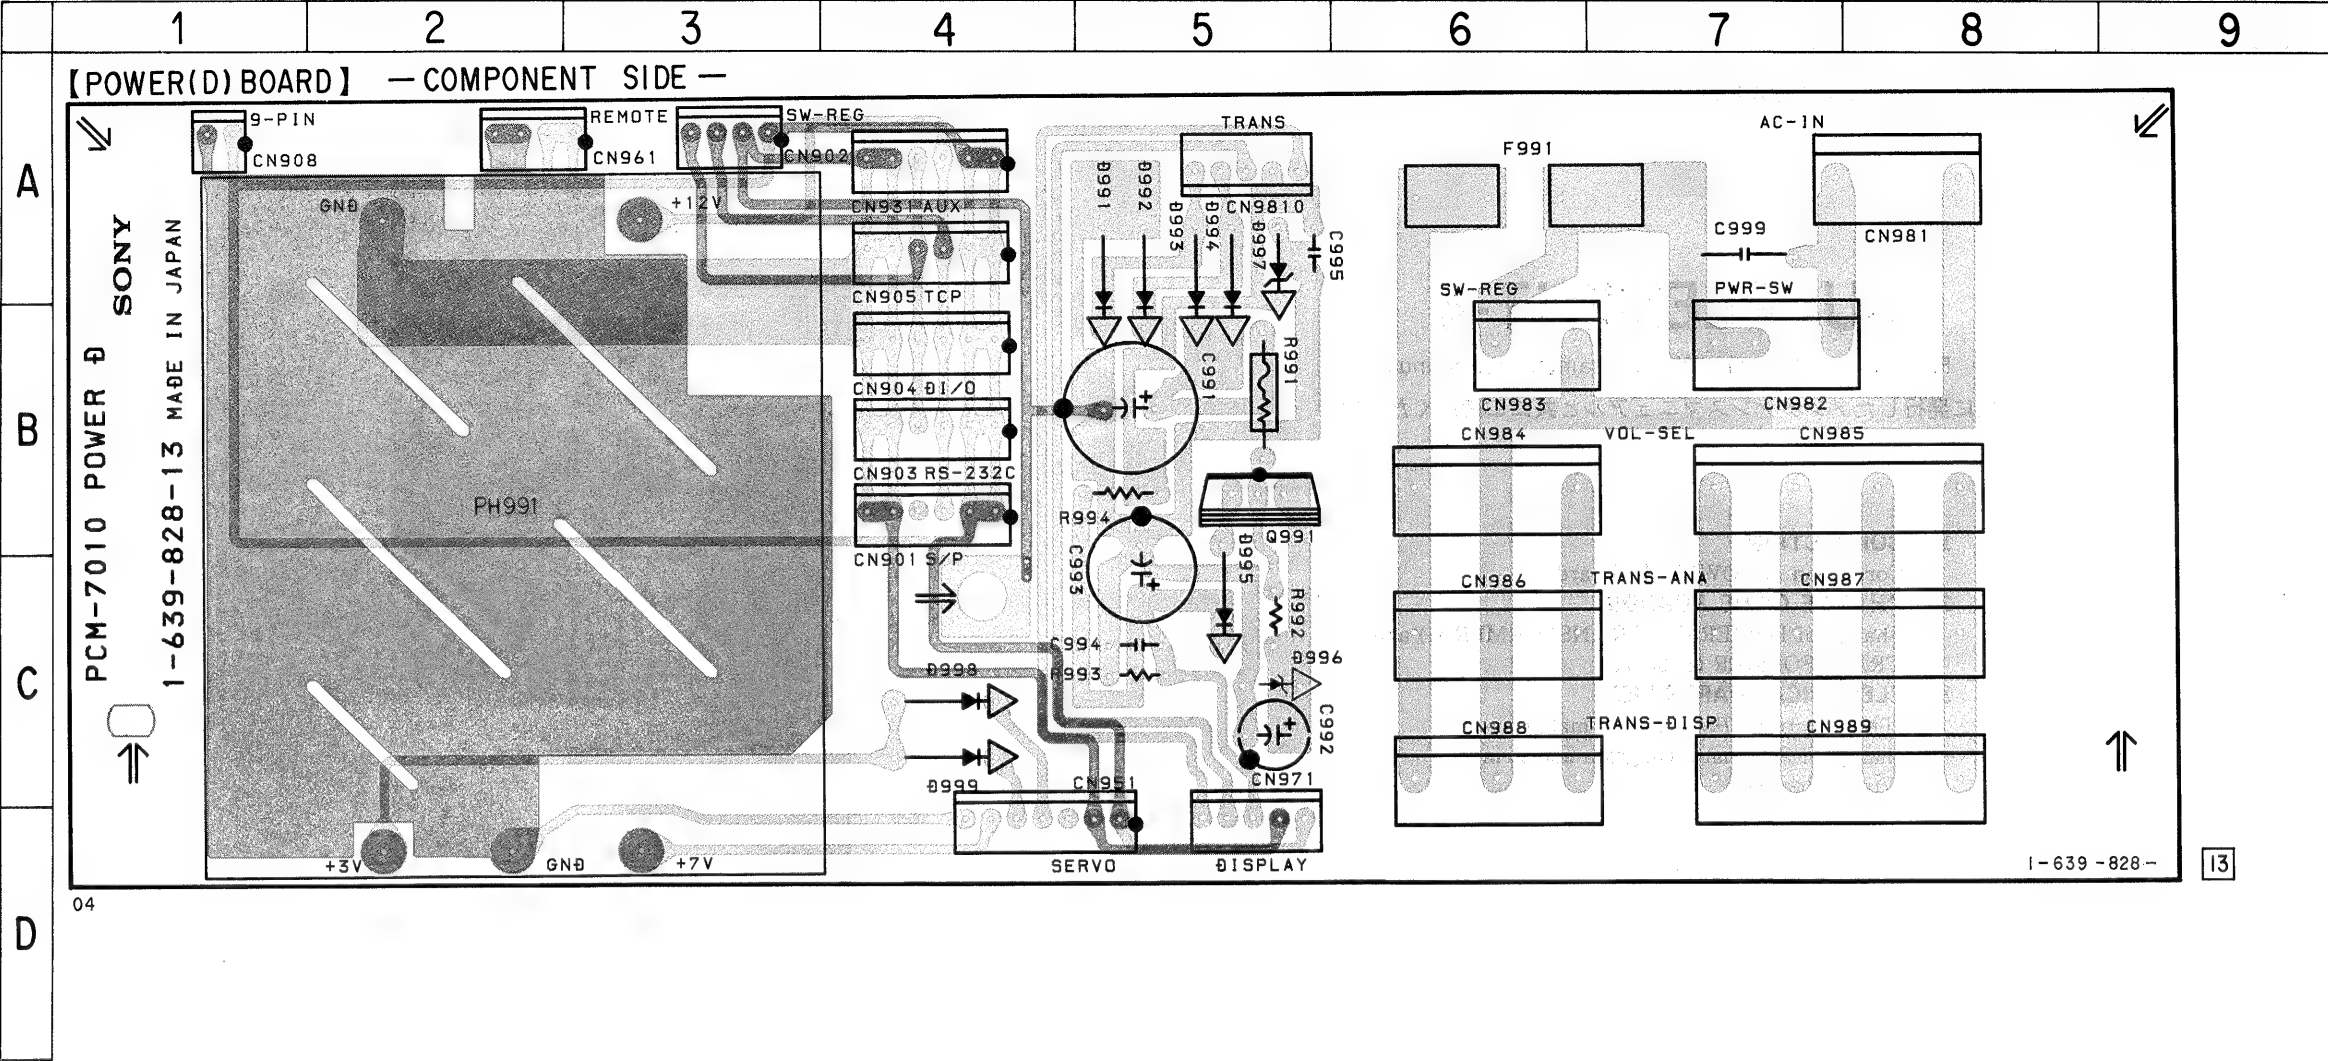 1 2 3 4 5 6 7 8 9
A
B
C
D
【POWER(D)BOARD】 —COMPONENT SIDE—
9-PIN
CN908
REMOTE
CN961
SW-REG
CN902
GND
+12V
CN931 AUX
CN905 TCP
CN904 DI/O
CN903 RS-232C
CN901 S/P
PCM-7010 POWER D
SONY
1-639-828-13 MADE IN JAPAN
PH991
+3V
GND
+7V
TRANS
CN9810
D991
D992
D993
D994
D997
C995
C991
R991
R994
Q991
C993
D995
R992
C994
R993
D996
C992
D998
D999
CN951
SERVO
CN971
DISPLAY
F991
AC-IN
CN981
C999
SW-REG
CN983
PWR-SW
CN982
CN984 VOL-SEL CN985
CN986 TRANS-ANA CN987
CN988 TRANS-DISP CN989
1-639-828-
13
04